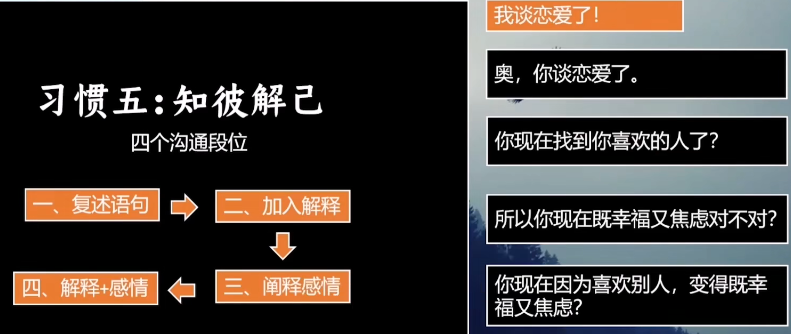 习惯五：知彼解己
四个沟通段位
一、复述语句
二、加入解释
四、解释+感情
三、阐释感情
我谈恋爱了！
奥，你谈恋爱了。
你现在找到你喜欢的人了？
所以你现在既幸福又焦虑对不对？
你现在因为喜欢别人，变得既幸
福又焦虑？